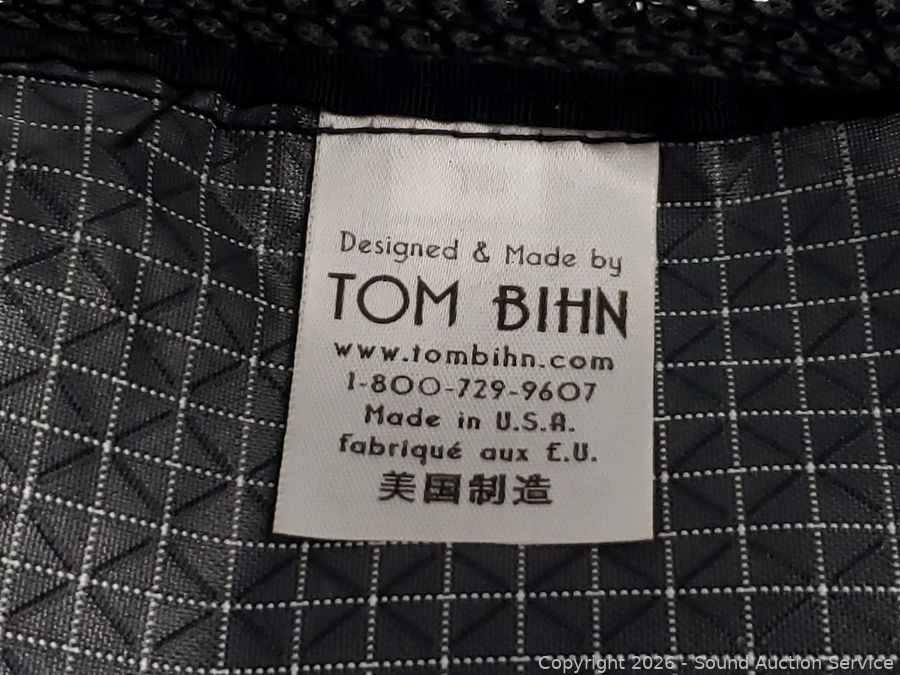 Designed & Made by
TOM BIHN
www.tombihn.com
1-800-729-9607
Made in U.S.A.
fabriqué aux É.U.
美国制造
Copyright 2026 - Sound Auction Service